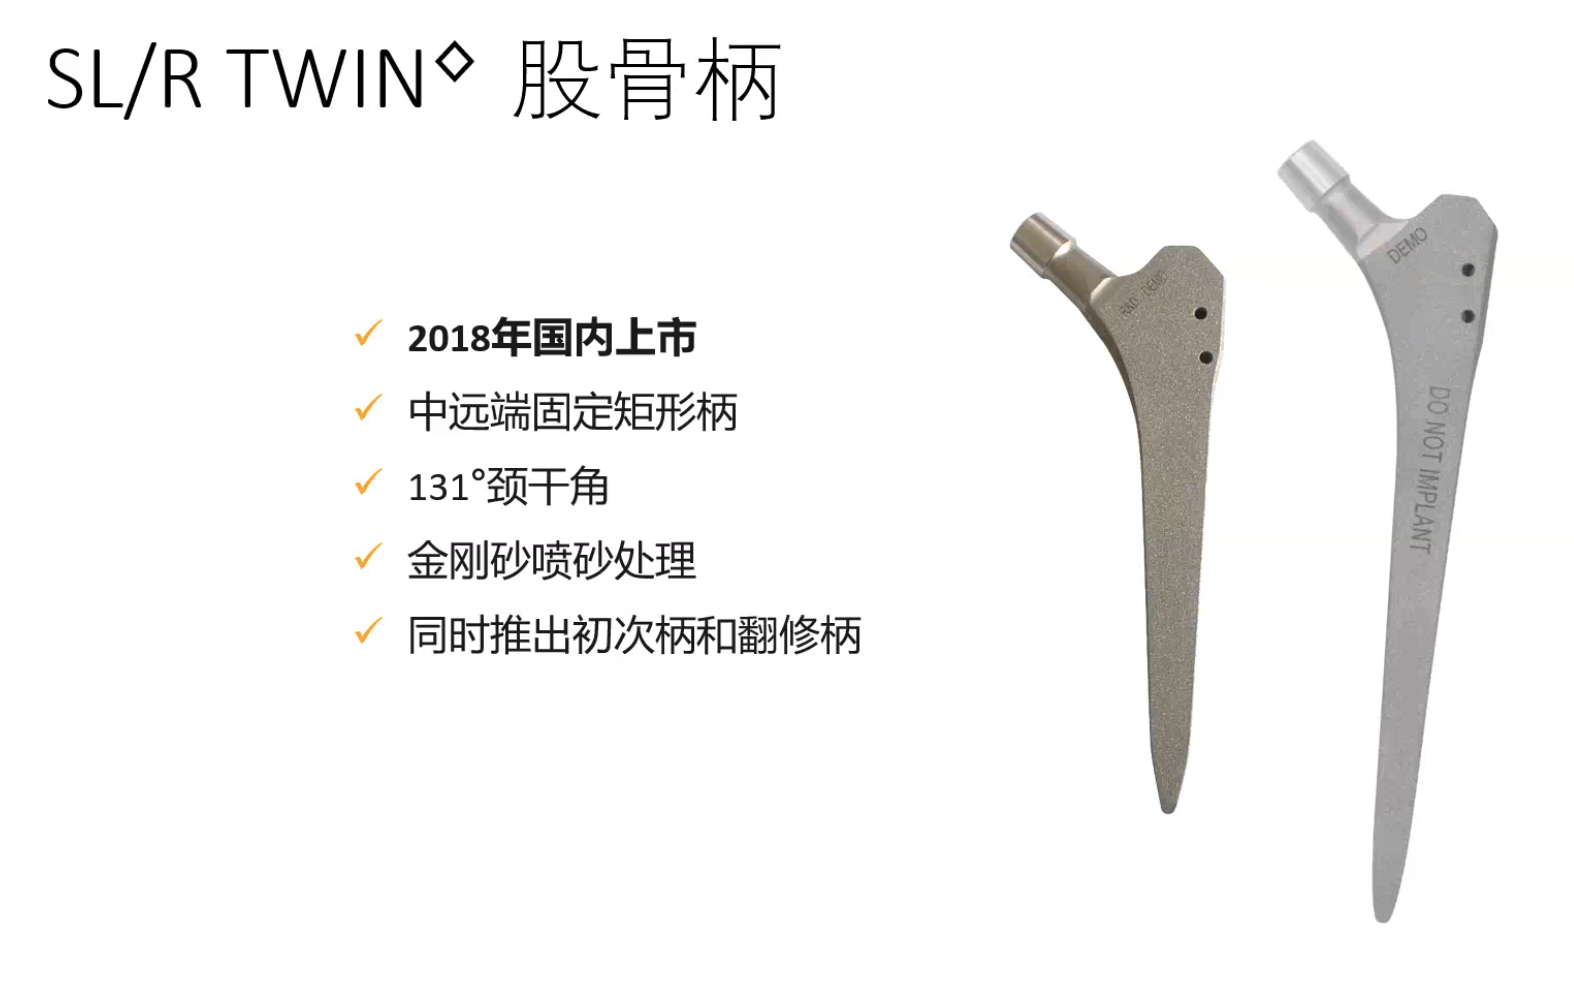 SL/R TWIN◇ 股骨柄
✓ 2018年国内上市
✓ 中远端固定矩形柄
✓ 131°颈干角
✓ 金刚砂喷砂处理
✓ 同时推出初次柄和翻修柄
R&D DEMO
DEMO
DO NOT IMPLANT